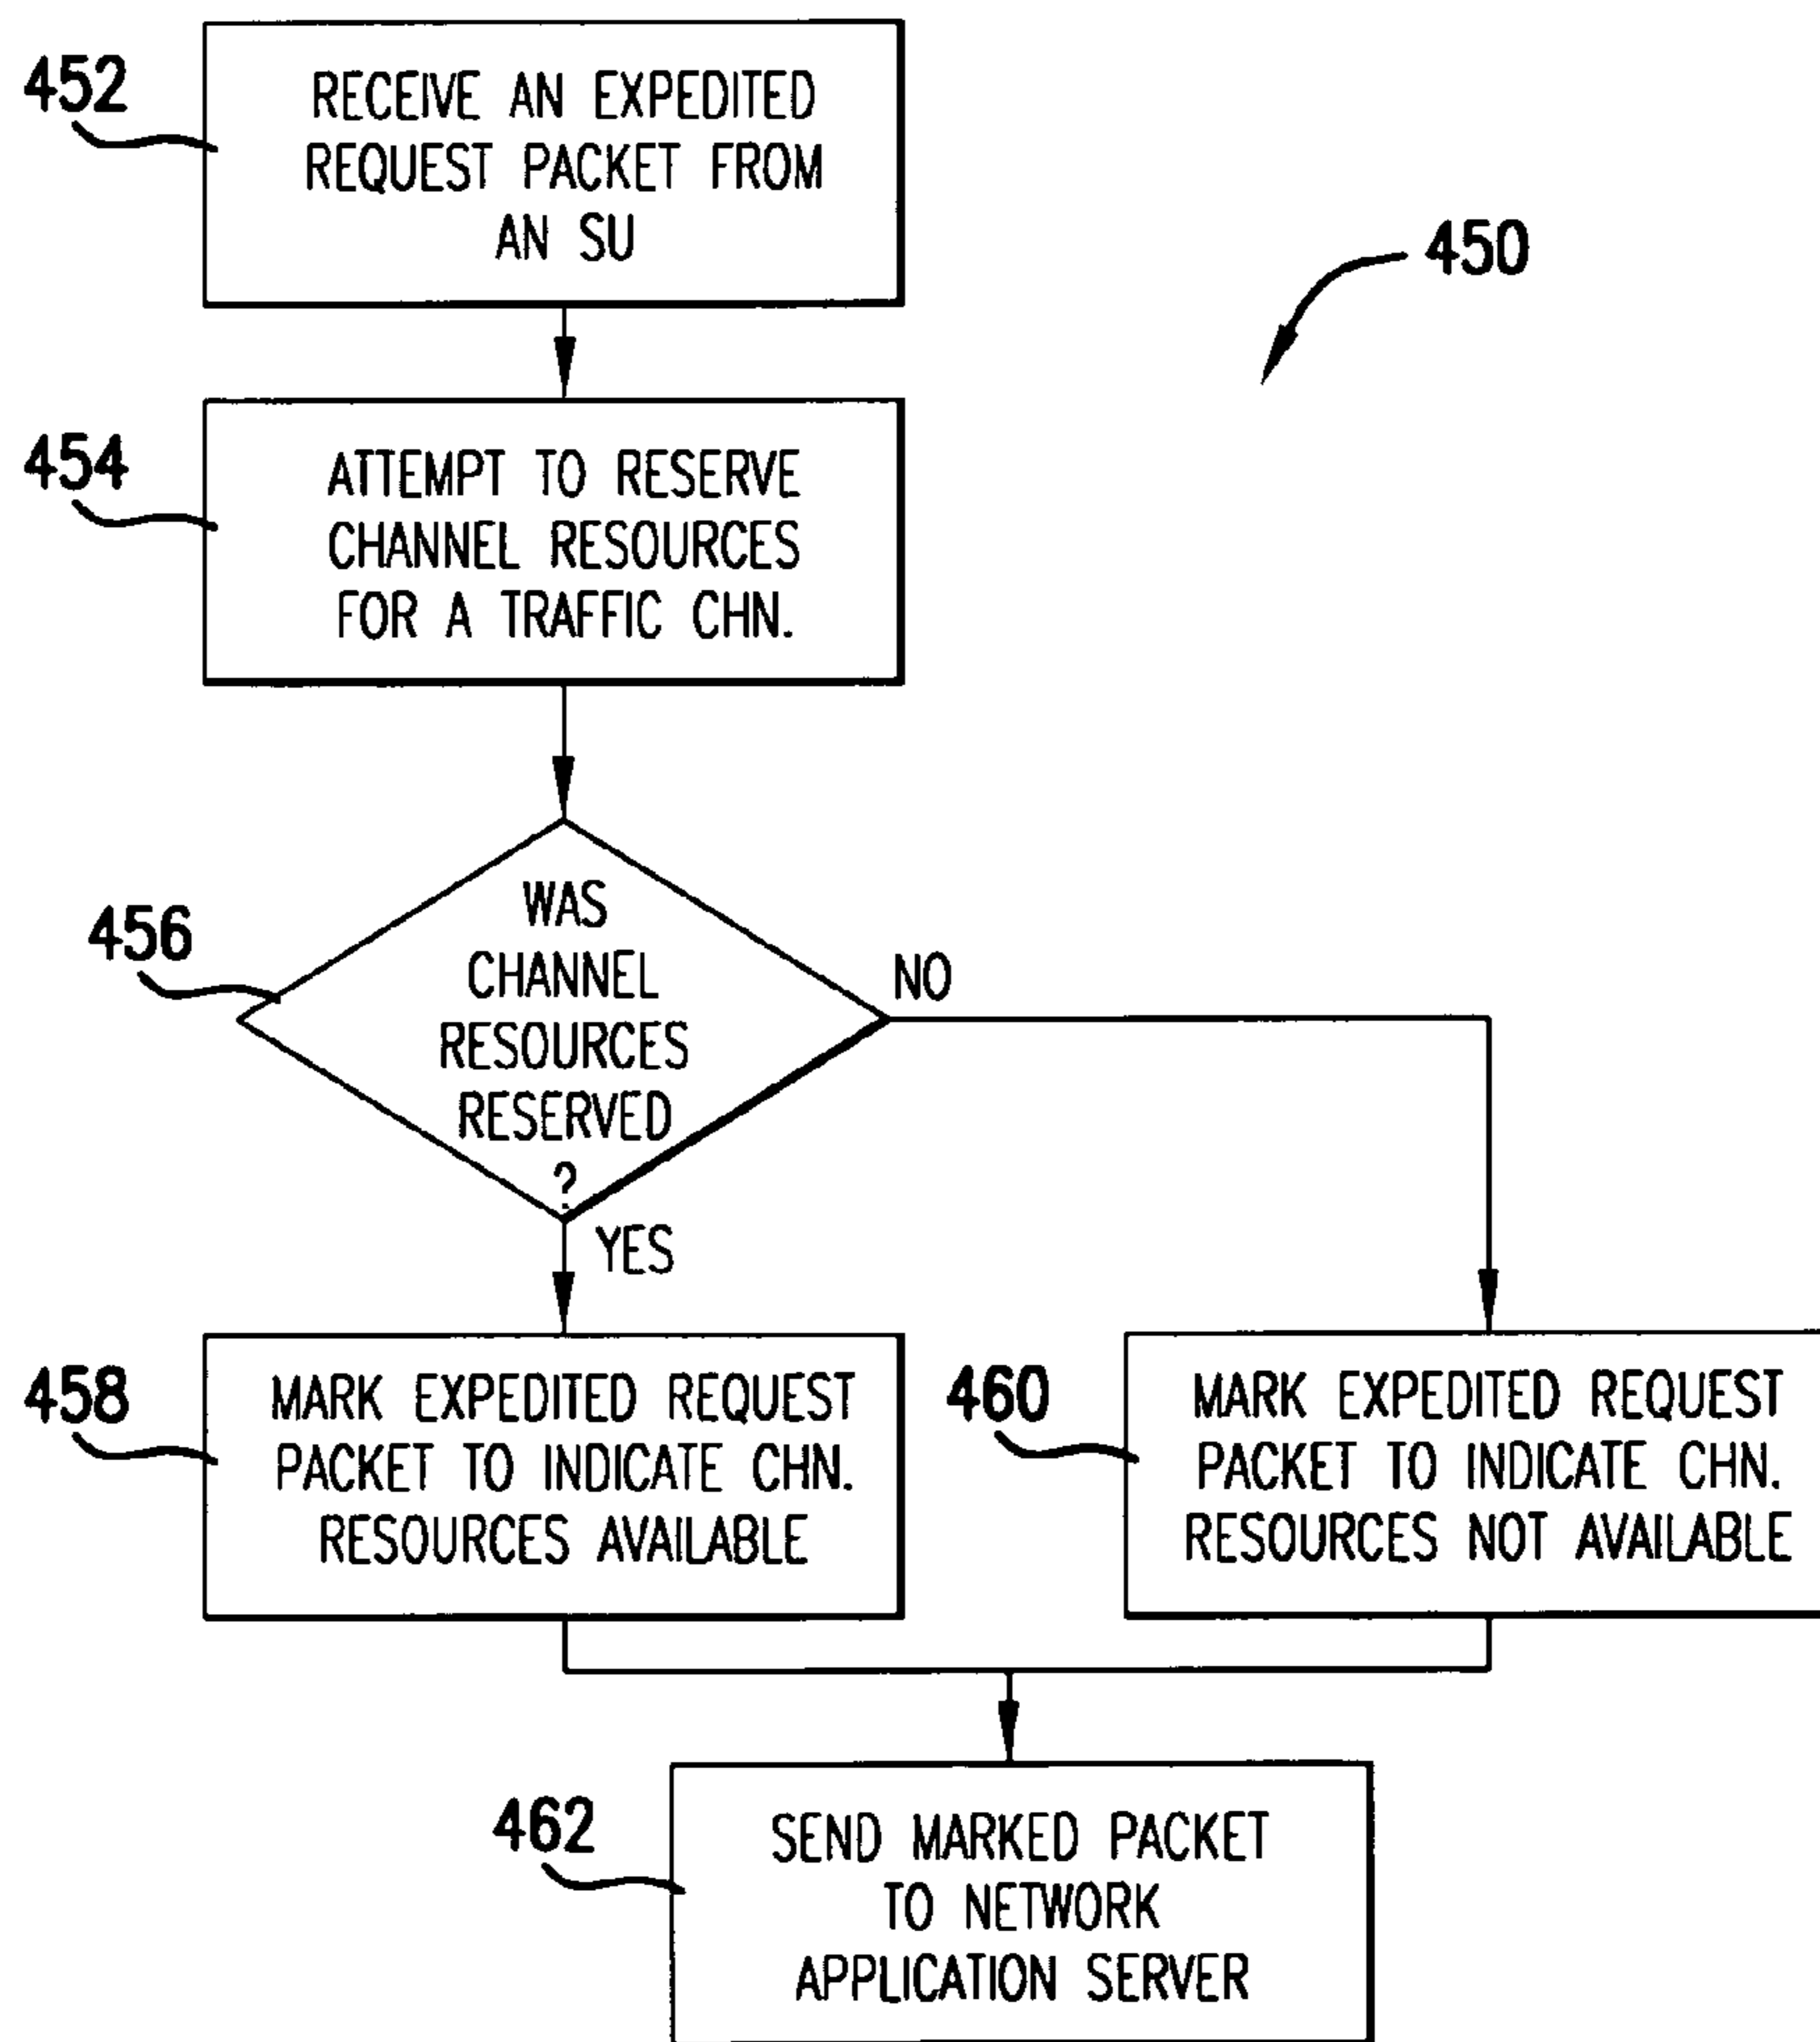 452
RECEIVE AN EXPEDITED
REQUEST PACKET FROM
AN SU
450
454
ATTEMPT TO RESERVE
CHANNEL RESOURCES
FOR A TRAFFIC CHN.
456
WAS
CHANNEL
RESOURCES
RESERVED
?
NO
YES
458
MARK EXPEDITED REQUEST
PACKET TO INDICATE CHN.
RESOURCES AVAILABLE
460
MARK EXPEDITED REQUEST
PACKET TO INDICATE CHN.
RESOURCES NOT AVAILABLE
462
SEND MARKED PACKET
TO NETWORK
APPLICATION SERVER